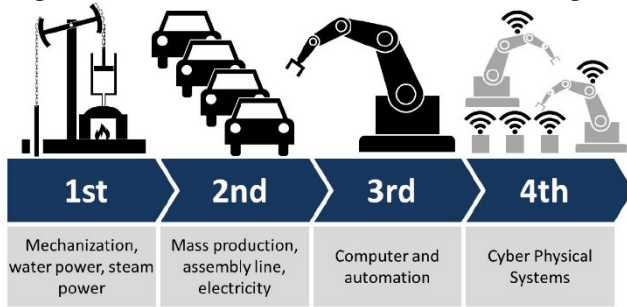 1st
2nd
3rd
4th
Mechanization,
water power, steam
power
Mass production,
assembly line,
electricity
Computer and
automation
Cyber Physical
Systems